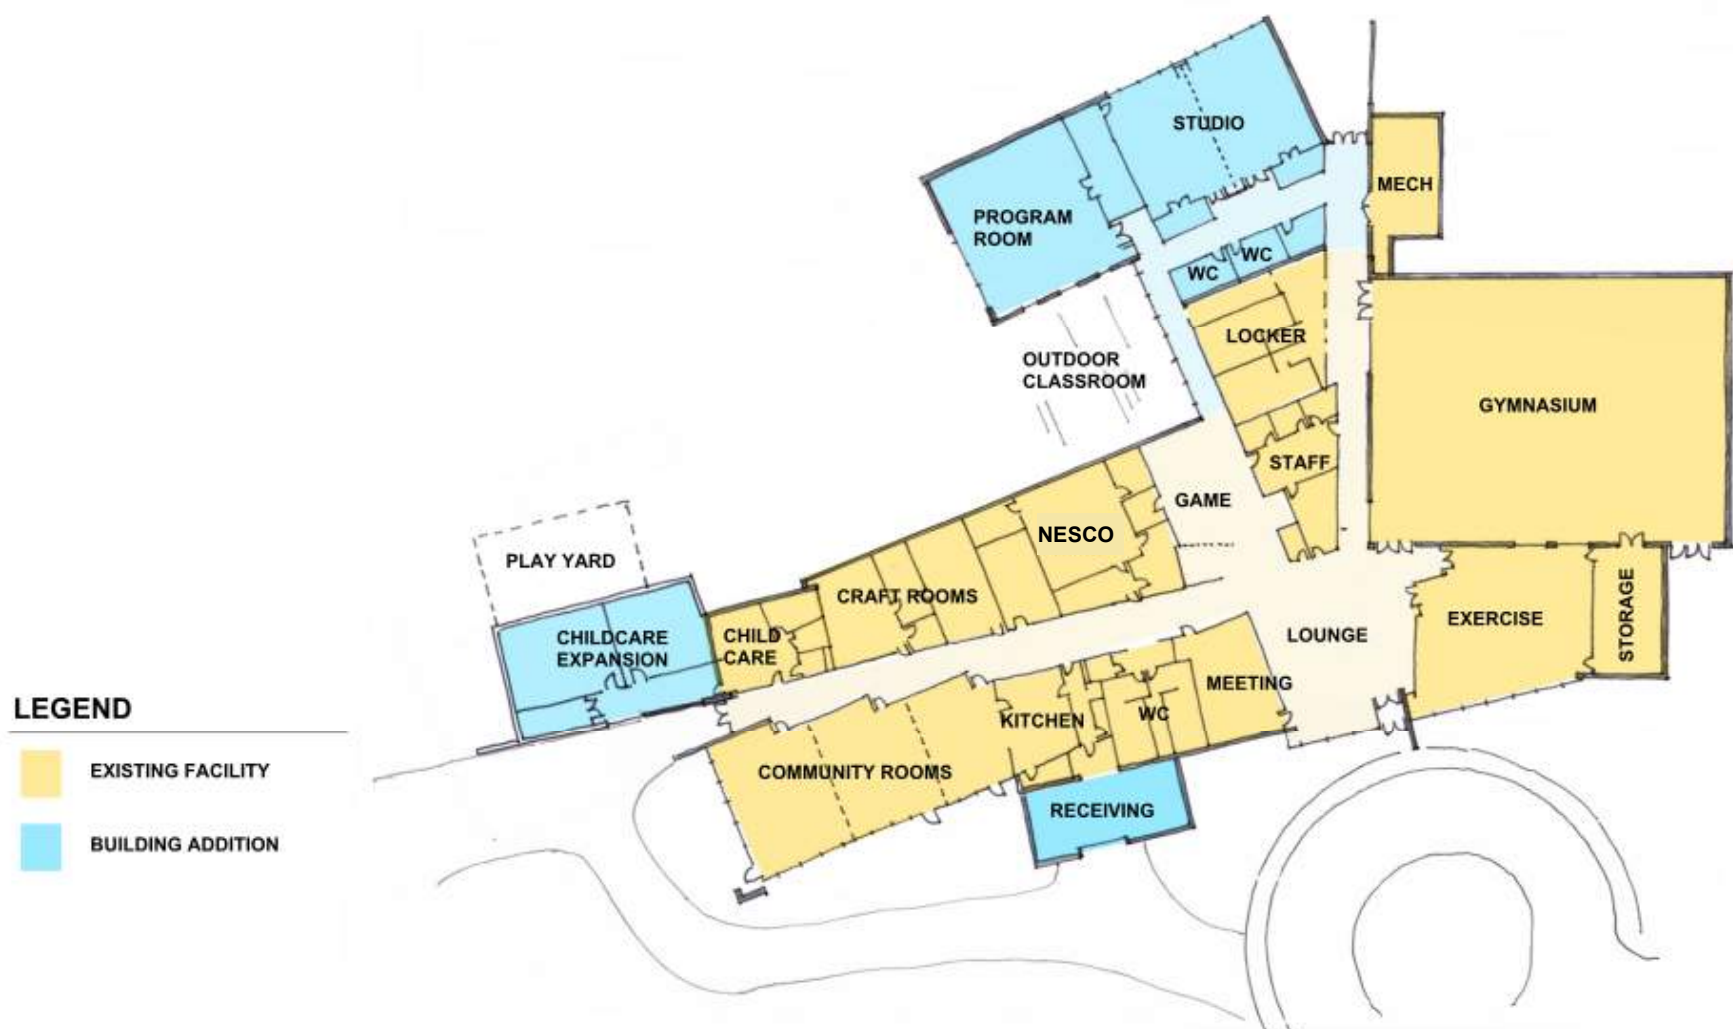 STUDIO
MECH
PROGRAM
ROOM
WC
WC
LOCKER
OUTDOOR
CLASSROOM
GYMNASIUM
STAFF
GAME
NESCO
PLAY YARD
CRAFT ROOMS
EXERCISE
STORAGE
CHILDCARE
EXPANSION
CHILD
CARE
LOUNGE
MEETING
KITCHEN
WC
COMMUNITY ROOMS
RECEIVING
LEGEND
EXISTING FACILITY
BUILDING ADDITION